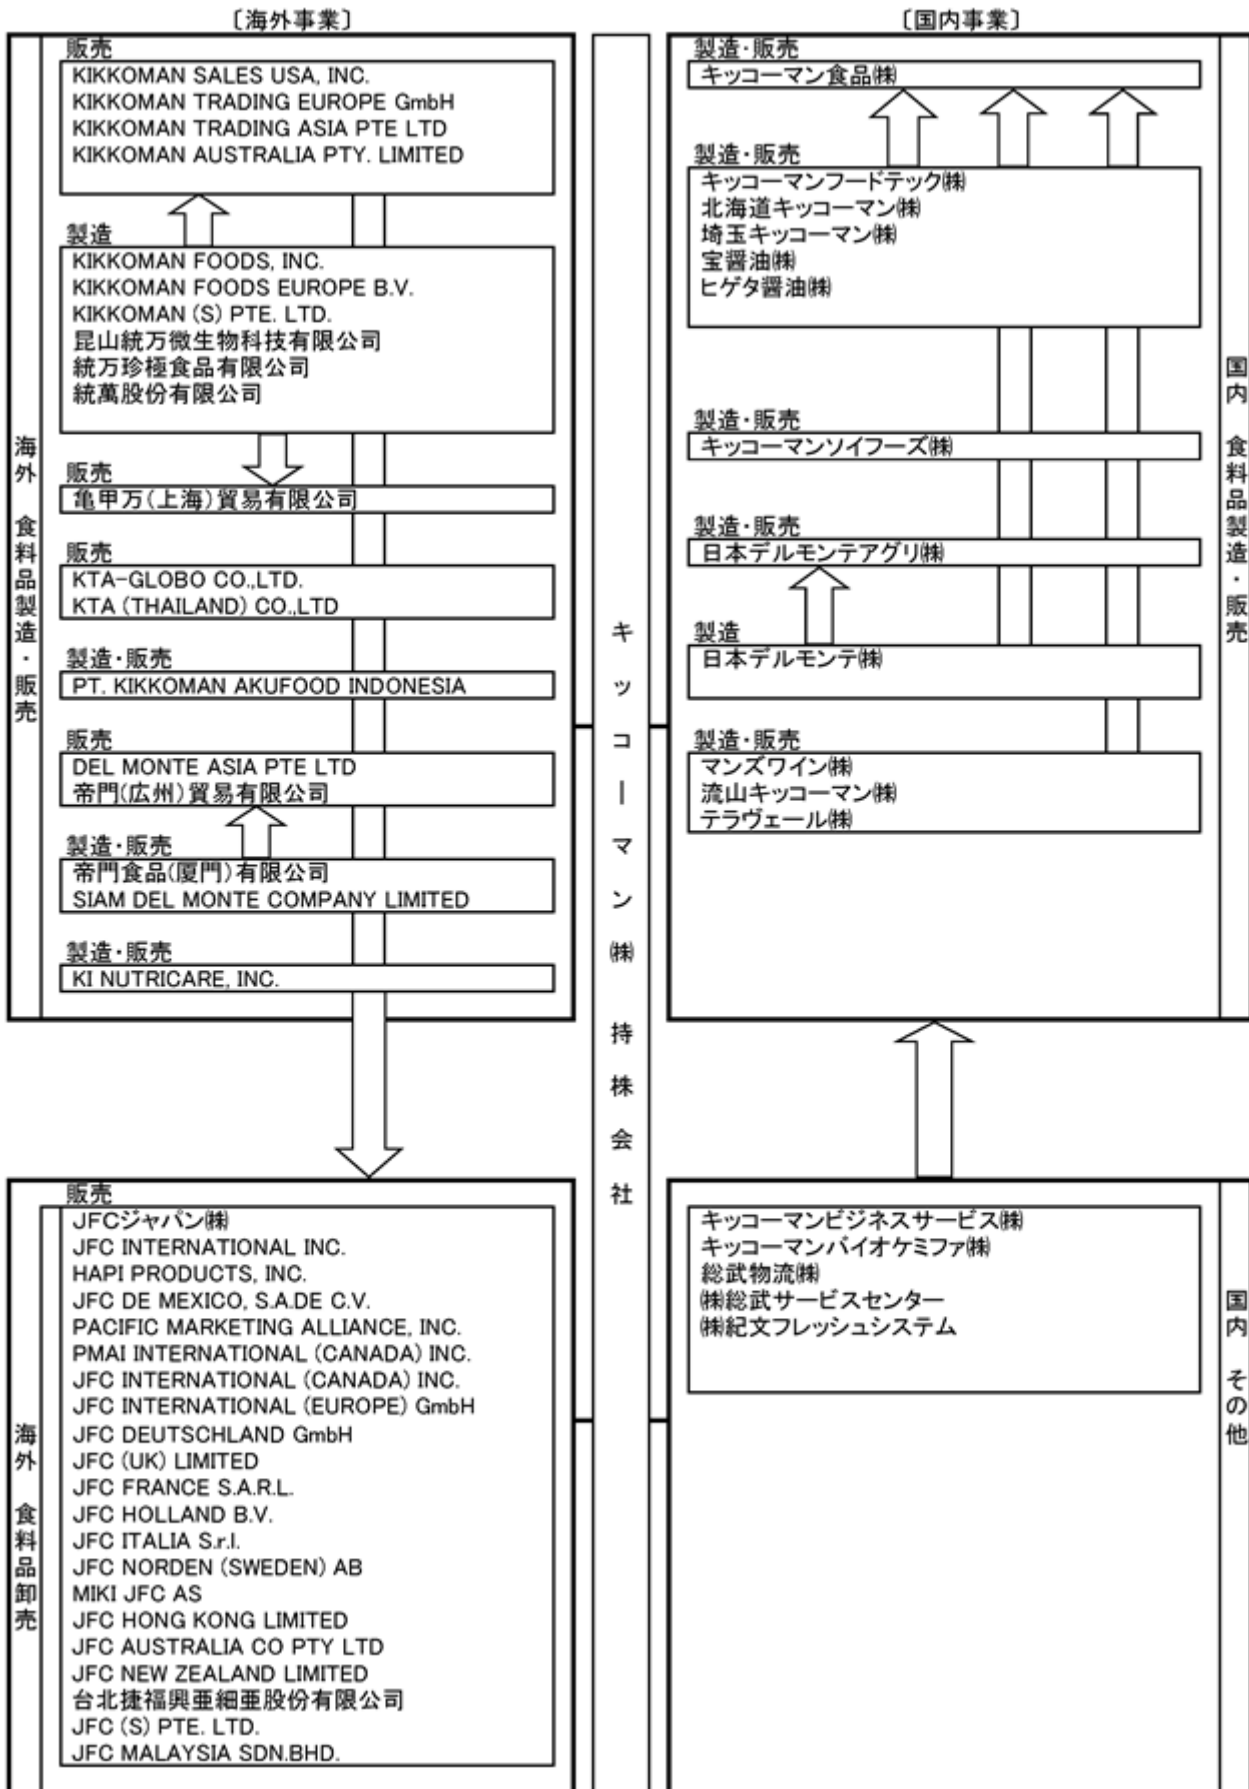 〔海外事業〕
海外 食料品製造・販売
販売
KIKKOMAN SALES USA, INC.
KIKKOMAN TRADING EUROPE GmbH
KIKKOMAN TRADING ASIA PTE LTD
KIKKOMAN AUSTRALIA PTY. LIMITED
製造
KIKKOMAN FOODS, INC.
KIKKOMAN FOODS EUROPE B.V.
KIKKOMAN (S) PTE. LTD.
昆山統万微生物科技有限公司
統万珍極食品有限公司
統萬股份有限公司
販売
亀甲万(上海)貿易有限公司
販売
KTA-GLOBO CO.,LTD.
KTA (THAILAND) CO.,LTD
製造・販売
PT. KIKKOMAN AKUFOOD INDONESIA
販売
DEL MONTE ASIA PTE LTD
帝門(広州)貿易有限公司
製造・販売
帝門食品(厦門)有限公司
SIAM DEL MONTE COMPANY LIMITED
製造・販売
KI NUTRICARE, INC.
海外 食料品卸売
販売
JFCジャパン㈱
JFC INTERNATIONAL INC.
HAPI PRODUCTS, INC.
JFC DE MEXICO, S.A.DE C.V.
PACIFIC MARKETING ALLIANCE, INC.
PMAI INTERNATIONAL (CANADA) INC.
JFC INTERNATIONAL (CANADA) INC.
JFC INTERNATIONAL (EUROPE) GmbH
JFC DEUTSCHLAND GmbH
JFC (UK) LIMITED
JFC FRANCE S.A.R.L.
JFC HOLLAND B.V.
JFC ITALIA S.r.l.
JFC NORDEN (SWEDEN) AB
MIKI JFC AS
JFC HONG KONG LIMITED
JFC AUSTRALIA CO PTY LTD
JFC NEW ZEALAND LIMITED
台北捷福興亜細亜股份有限公司
JFC (S) PTE. LTD.
JFC MALAYSIA SDN.BHD.
キッコーマン㈱ 持株会社
〔国内事業〕
製造・販売
キッコーマン食品㈱
製造・販売
キッコーマンフードテック㈱
北海道キッコーマン㈱
埼玉キッコーマン㈱
宝醤油㈱
ヒゲタ醤油㈱
製造・販売
キッコーマンソイフーズ㈱
製造・販売
日本デルモンテアグリ㈱
製造
日本デルモンテ㈱
製造・販売
マンズワイン㈱
流山キッコーマン㈱
テラヴェール㈱
国内 食料品製造・販売
キッコーマンビジネスサービス㈱
キッコーマンバイオケミファ㈱
総武物流㈱
㈱総武サービスセンター
㈱紀文フレッシュシステム
国内 その他